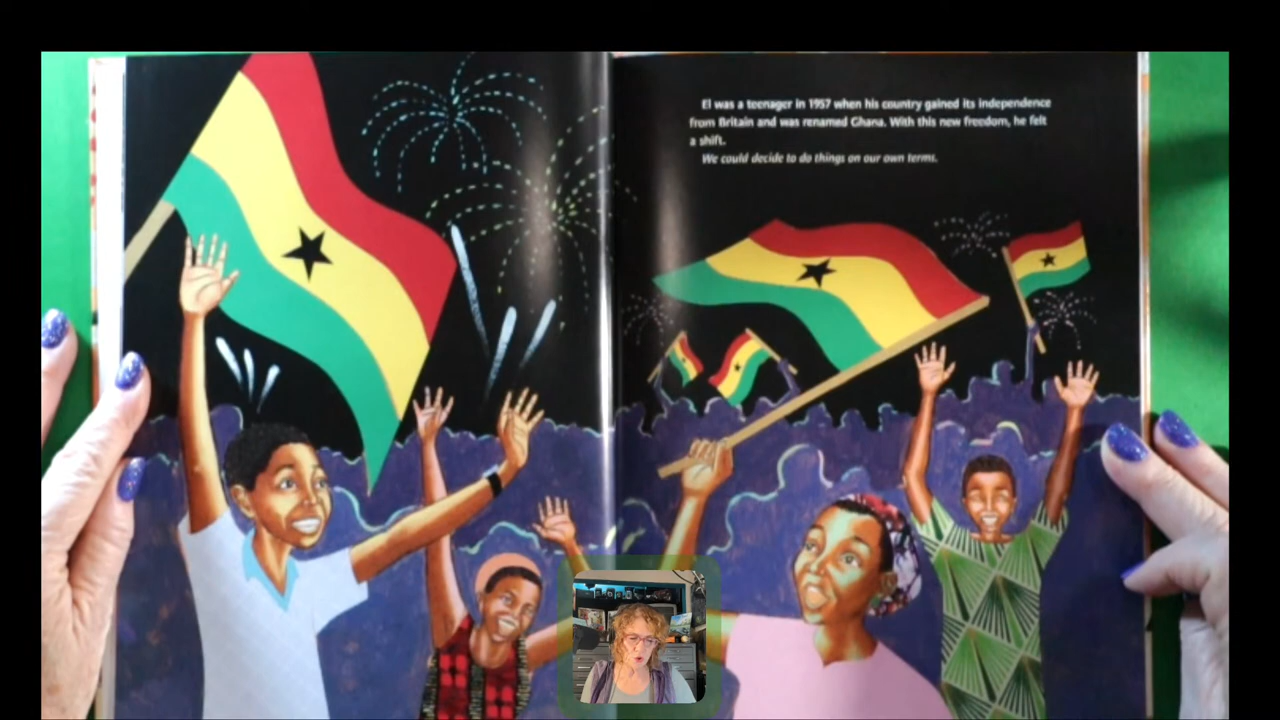 El was a teenager in 1957 when his country gained its independence
from Britain and was renamed Ghana. With this new freedom, he felt
a shift.
We could decide to do things on our own terms.